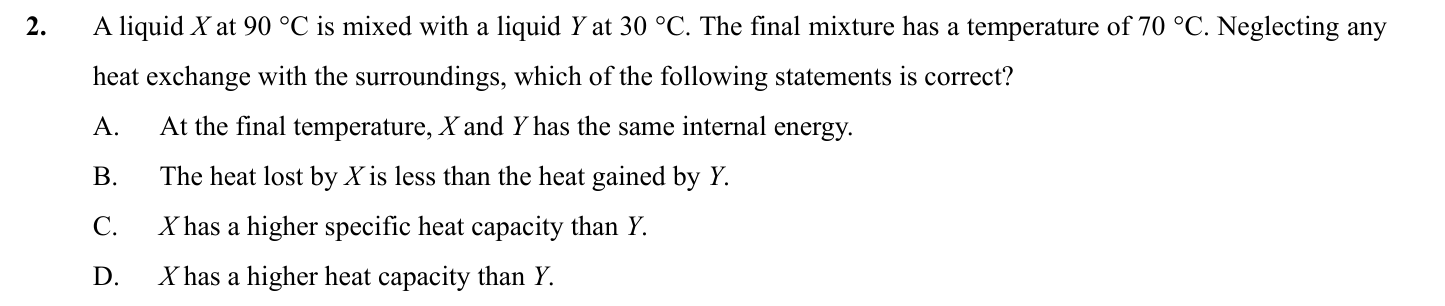 2. A liquid X at 90 °C is mixed with a liquid Y at 30 °C. The final mixture has a temperature of 70 °C. Neglecting any
heat exchange with the surroundings, which of the following statements is correct?
A. At the final temperature, X and Y has the same internal energy.
B. The heat lost by X is less than the heat gained by Y.
C. X has a higher specific heat capacity than Y.
D. X has a higher heat capacity than Y.